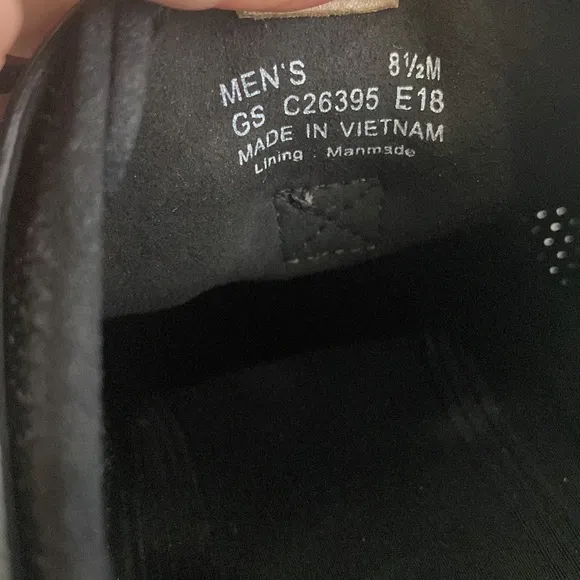 MEN'S 8½M
GS C26395 E18
MADE IN VIETNAM
Lining . Manmade